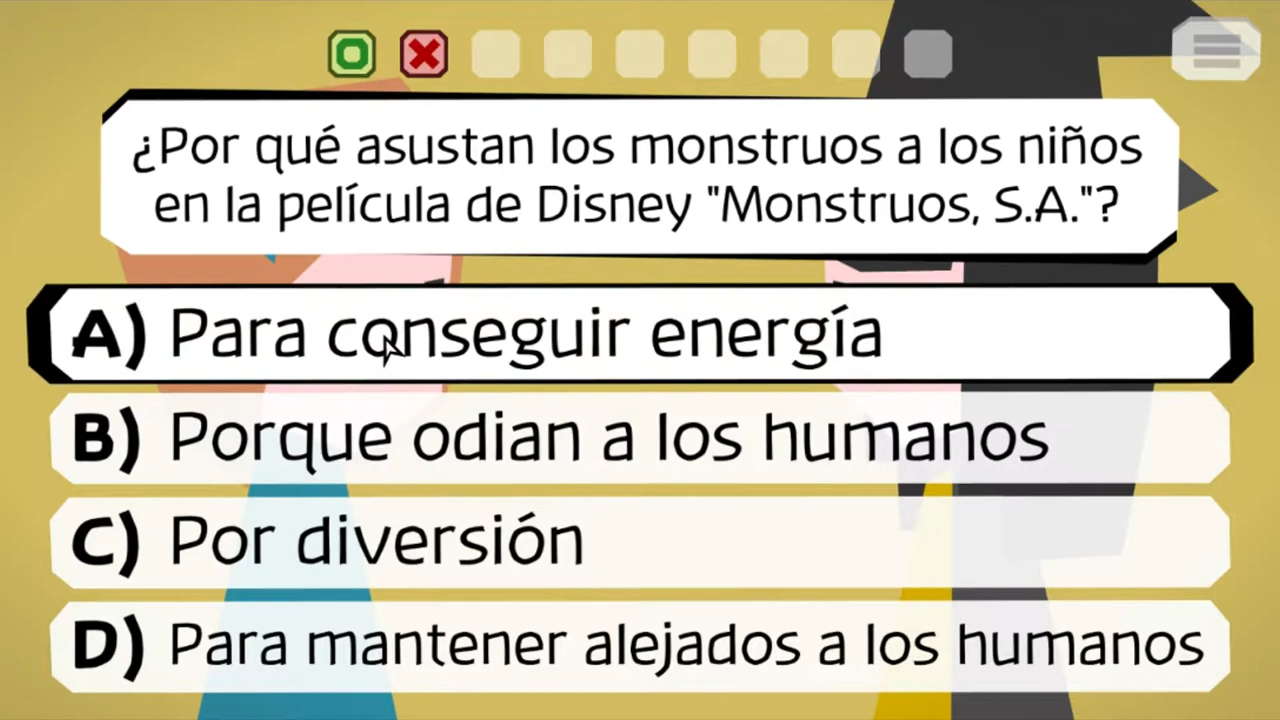 ¿Por qué asustan los monstruos a los niños
en la película de Disney "Monstruos, S.A."?
A) Para conseguir energía
B) Porque odian a los humanos
C) Por diversión
D) Para mantener alejados a los humanos